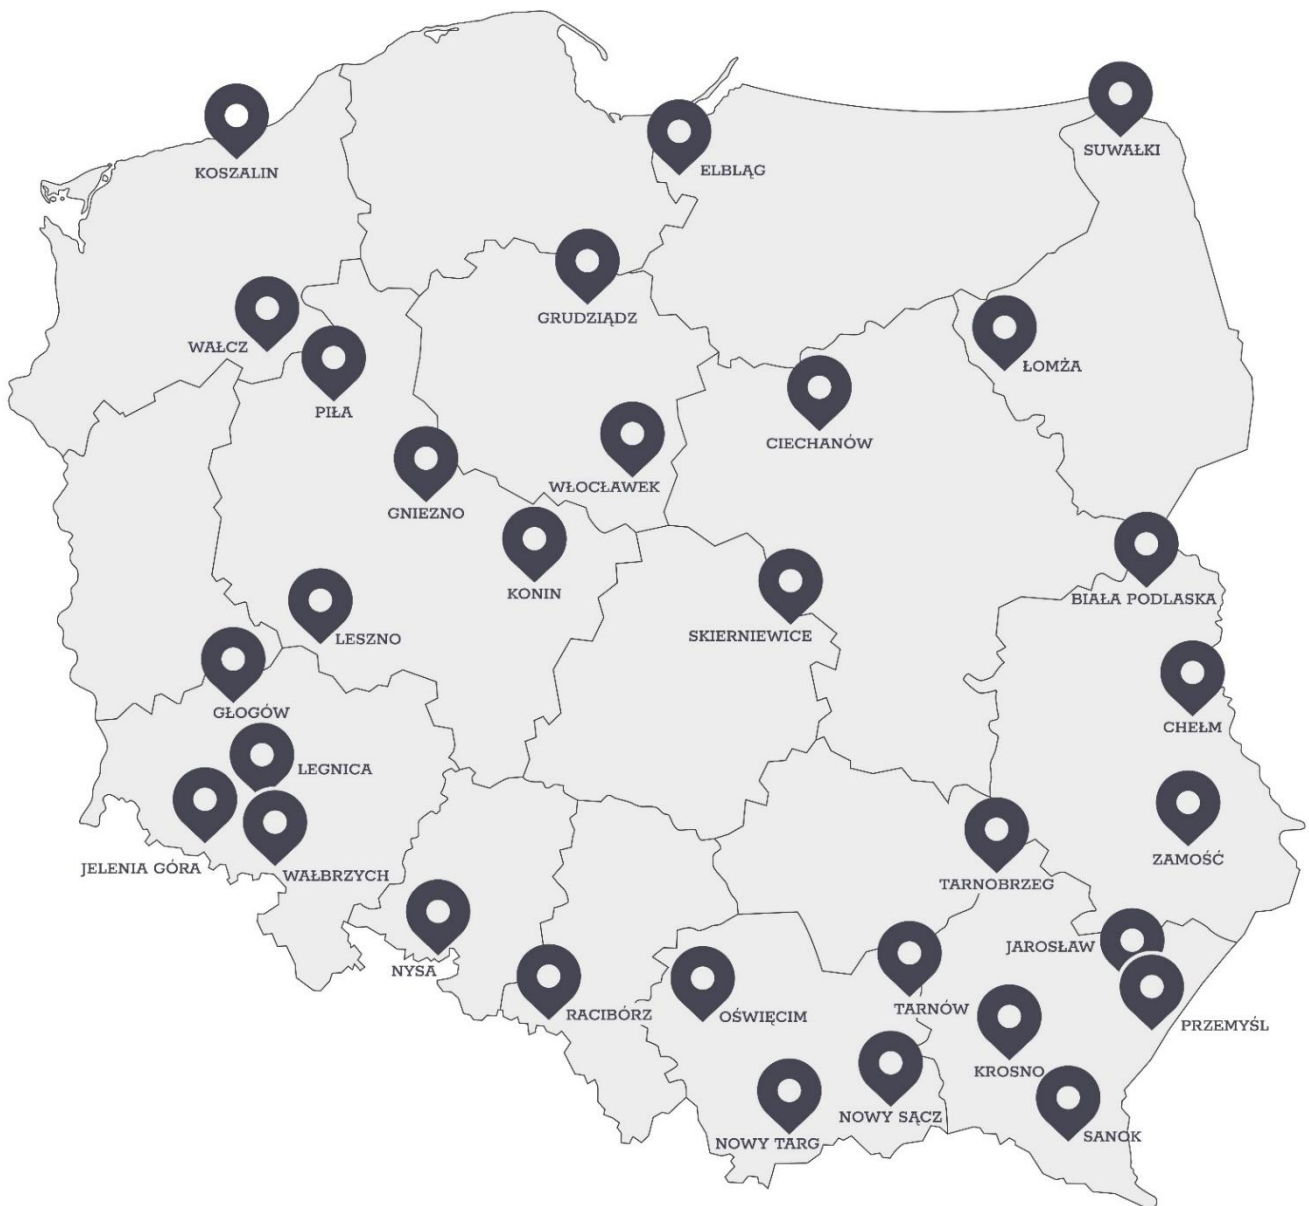 SUWAŁKI
KOSZALIN
ELBLĄG
GRUDZIĄDZ
WAŁCZ
ŁOMŻA
PIŁA
CIECHANÓW
WŁOCŁAWEK
GNIEZNO
KONIN
BIAŁA PODLASKA
SKIERNIEWICE
LESZNO
GŁOGÓW
CHEŁM
LEGNICA
ZAMOŚĆ
JELENIA GÓRA
WAŁBRZYCH
TARNOBRZEG
JAROSŁAW
NYSA
TARNÓW
RACIBÓRZ
OŚWIĘCIM
PRZEMYŚL
KROSNO
NOWY SĄCZ
SANOK
NOWY TARG